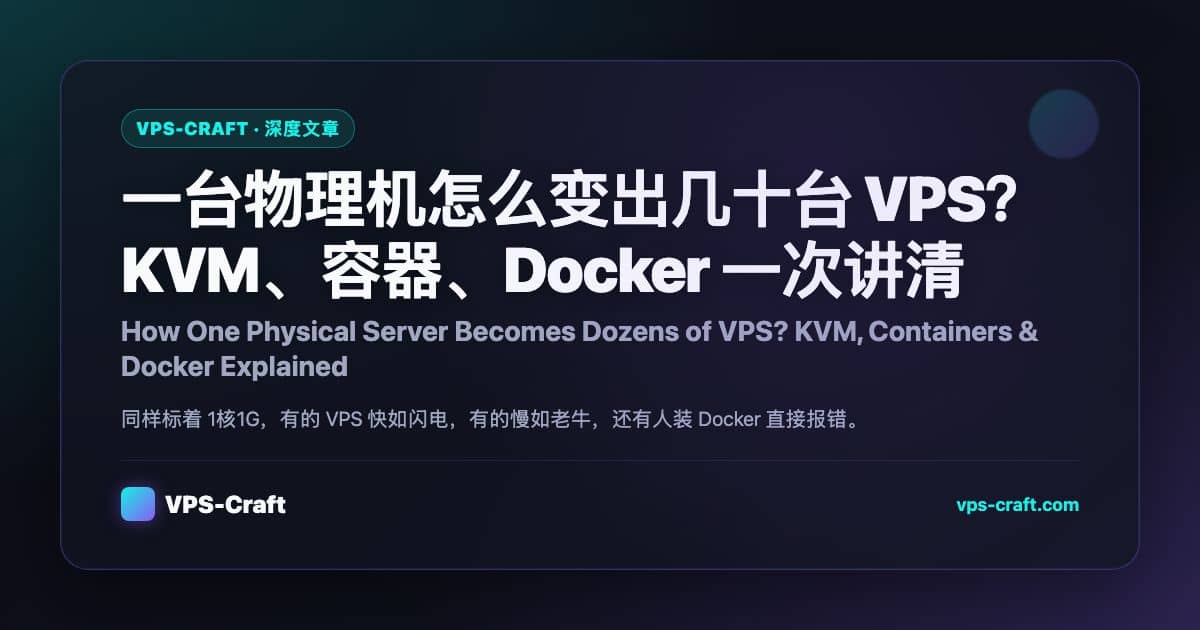 VPS-CRAFT · 深度文章
一台物理机怎么变出几十台 VPS?
KVM、容器、Docker 一次讲清
How One Physical Server Becomes Dozens of VPS? KVM, Containers &
Docker Explained
同样标着 1核1G，有的 VPS 快如闪电，有的慢如老牛，还有人装 Docker 直接报错。
VPS-Craft
vps-craft.com